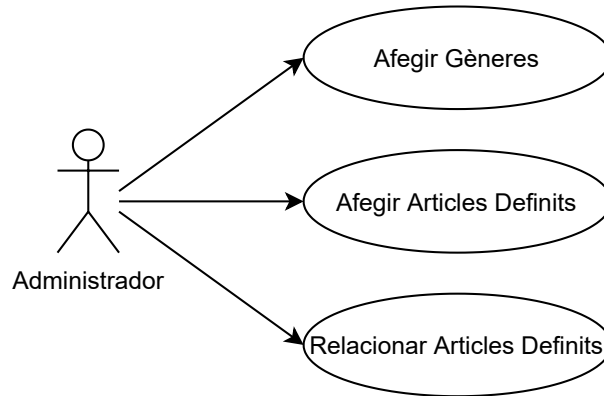 Afegir Gèneres
Afegir Articles Definits
Administrador
Relacionar Articles Definits